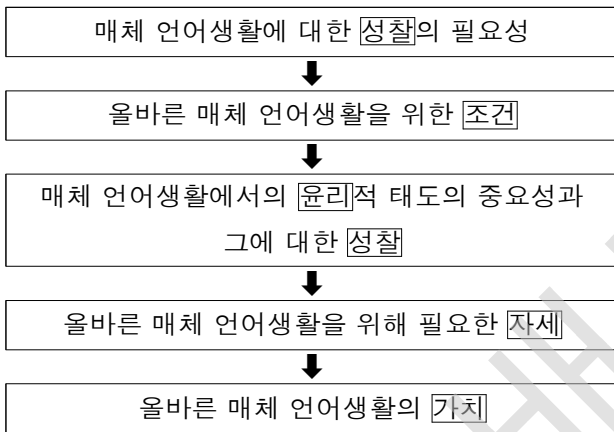 매체 언어생활에 대한 성찰의 필요성
올바른 매체 언어생활을 위한 조건
매체 언어생활에서의 윤리적 태도의 중요성과
그에 대한 성찰
올바른 매체 언어생활을 위해 필요한 자세
올바른 매체 언어생활의 가치